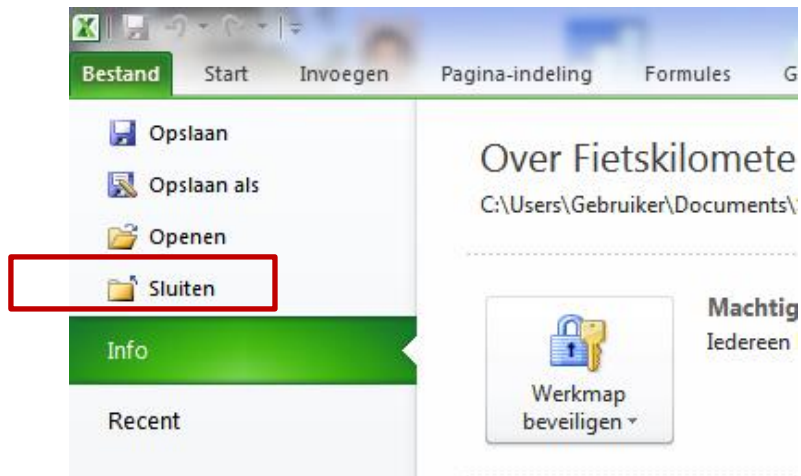 Bestand Start Invoegen Pagina-indeling Formules G
Opslaan
Opslaan als
Openen
Sluiten
Info
Recent
Over Fietskilomete
C:\Users\Gebruiker\Documents\
Werkmap
beveiligen
Machtig
Iedereen